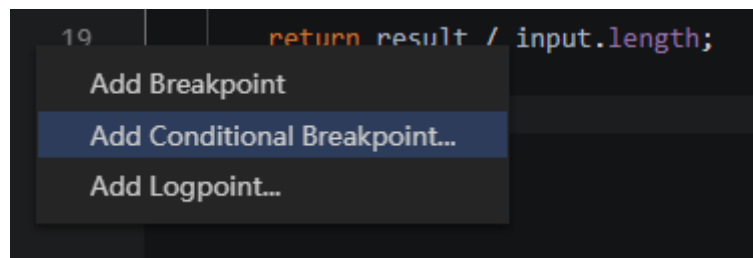 19 return result / input.length;
Add Breakpoint
Add Conditional Breakpoint...
Add Logpoint...